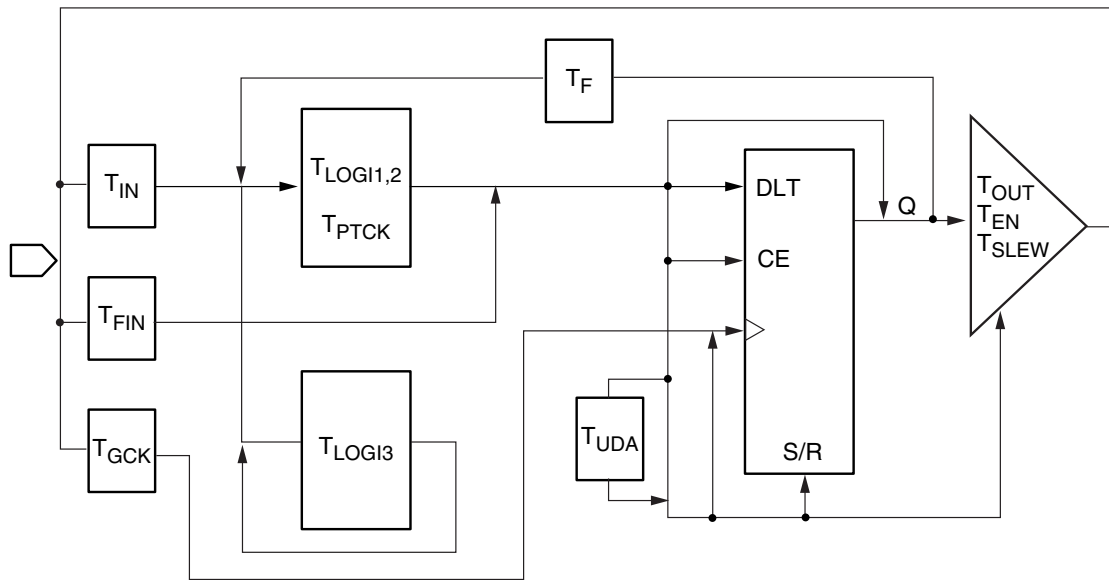 T_F
T_IN
T_LOGI1,2
T_PTCK
DLT
Q
T_OUT
T_EN
T_SLEW
CE
T_FIN
T_GCK
T_LOGI3
T_UDA
S/R